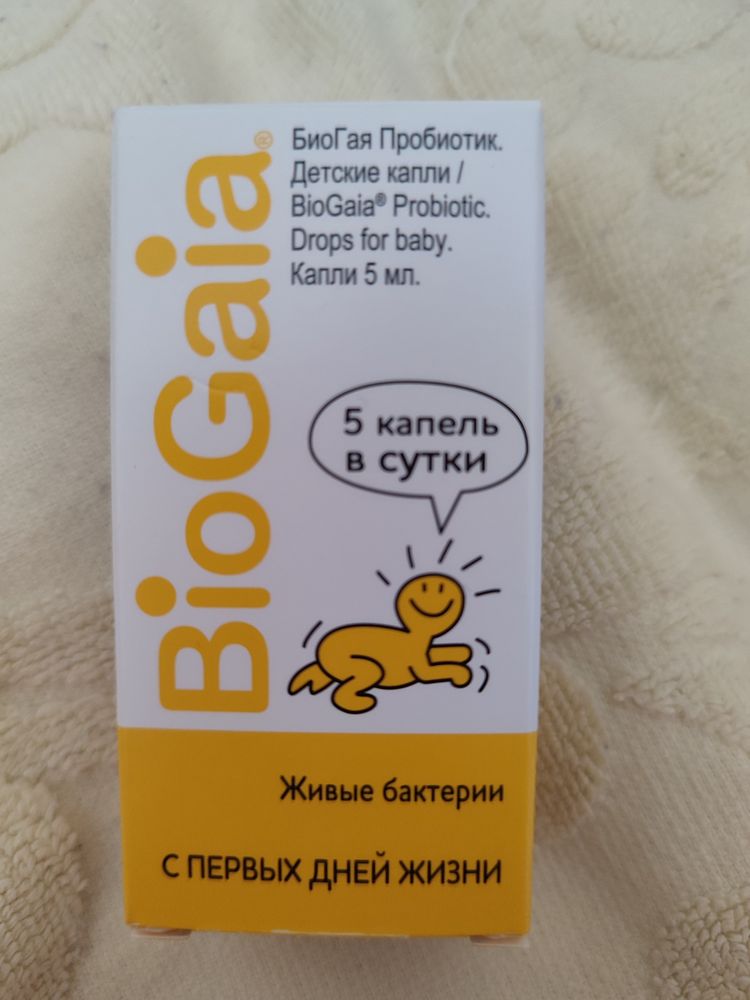 BioGaia®
БиоГая Пробиотик.
Детские капли /
BioGaia® Probiotic.
Drops for baby.
Капли 5 мл.
5 капель
в сутки
Живые бактерии
С ПЕРВЫХ ДНЕЙ ЖИЗНИ